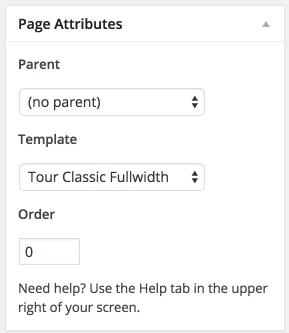 Page Attributes
Parent
(no parent)
Template
Tour Classic Fullwidth
Order
0
Need help? Use the Help tab in the upper
right of your screen.